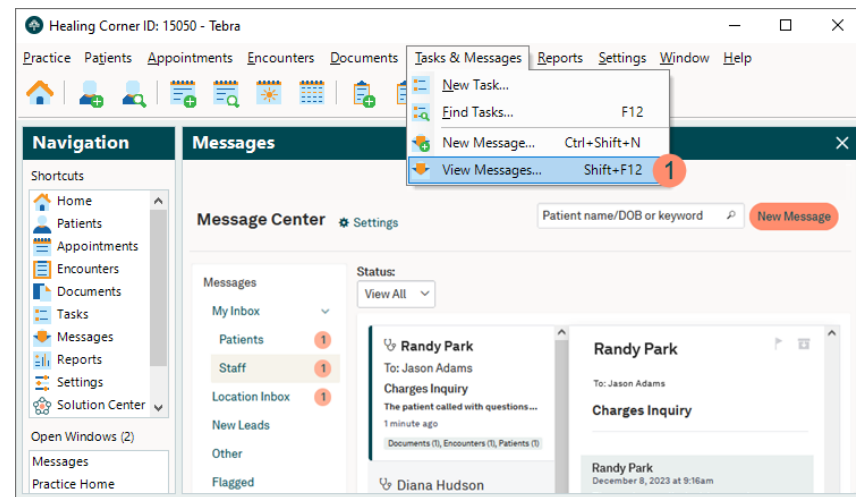 Healing Corner ID: 15050 - Tebra
Practice Patients Appointments Encounters Documents Tasks & Messages Reports Settings Window Help
New Task...
Find Tasks... F12
New Message... Ctrl+Shift+N
View Messages... Shift+F12 1
Navigation
Shortcuts
Home
Patients
Appointments
Encounters
Documents
Tasks
Messages
Reports
Settings
Solution Center
Open Windows (2)
Messages
Practice Home
Messages
Message Center Settings
Patient name/DOB or keyword
New Message
Messages
My Inbox
Patients 1
Staff 1
Location Inbox 1
New Leads
Other
Flagged
Status:
View All
Randy Park
To: Jason Adams
Charges Inquiry
The patient called with questions...
1 minute ago
Documents (1), Encounters (1), Patients (1)
Diana Hudson
Randy Park
To: Jason Adams
Charges Inquiry
Randy Park
December 8, 2023 at 9:16am